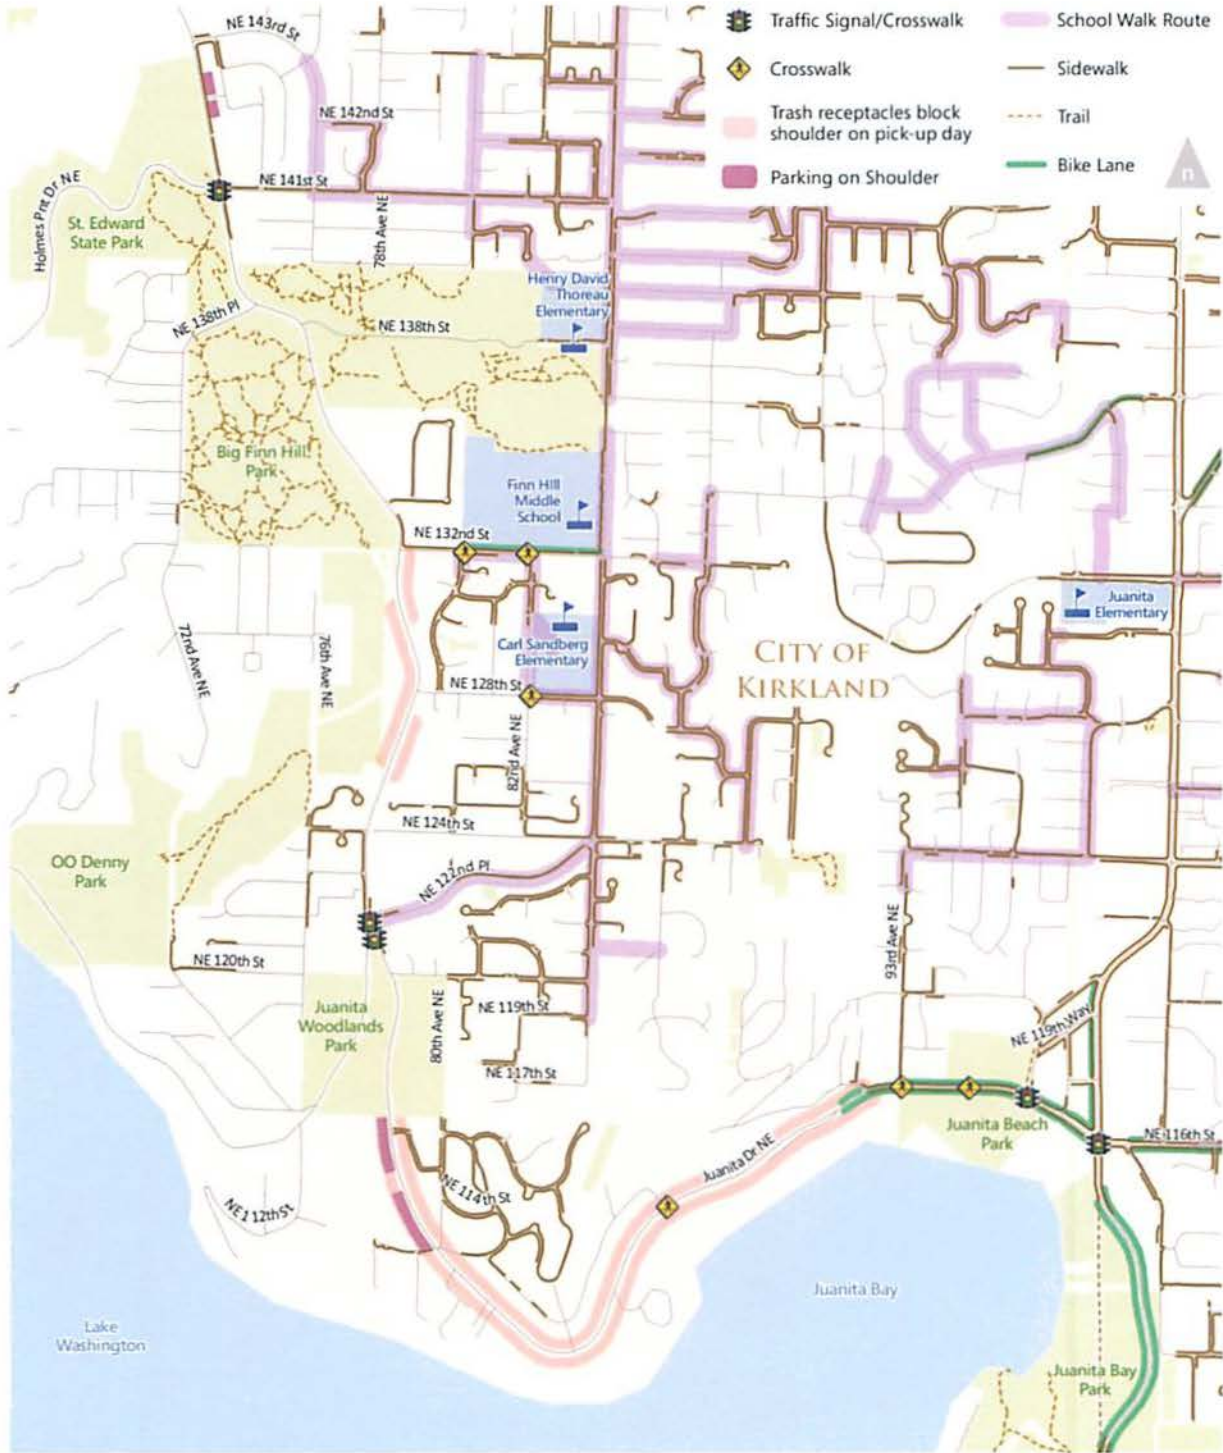 Traffic Signal/Crosswalk
Crosswalk
Trash receptacles block
shoulder on pick-up day
Parking on Shoulder
School Walk Route
Sidewalk
Trail
Bike Lane
n
NE 143rd St
NE 142nd St
NE 141st St
Holmes Pnt Dr NE
St. Edward
State Park
78th Ave NE
Henry David
Thoreau
Elementary
NE 138th Pl
NE 138th St
Big Finn Hill
Park
Finn Hill
Middle
School
NE 132nd St
Juanita
Elementary
72nd Ave NE
76th Ave NE
Carl Sandberg
Elementary
CITY OF
KIRKLAND
NE 128th St
82nd Ave NE
NE 124th St
OO Denny
Park
NE 122nd Pl
NE 120th St
93rd Ave NE
Juanita
Woodlands
Park
80th Ave NE
NE 119th St
NE 119th Way
NE 117th St
Juanita Beach
Park
NE 116th St
Juanita Dr NE
NE 114th St
NE 112th St
Juanita Bay
Lake
Washington
Juanita Bay
Park